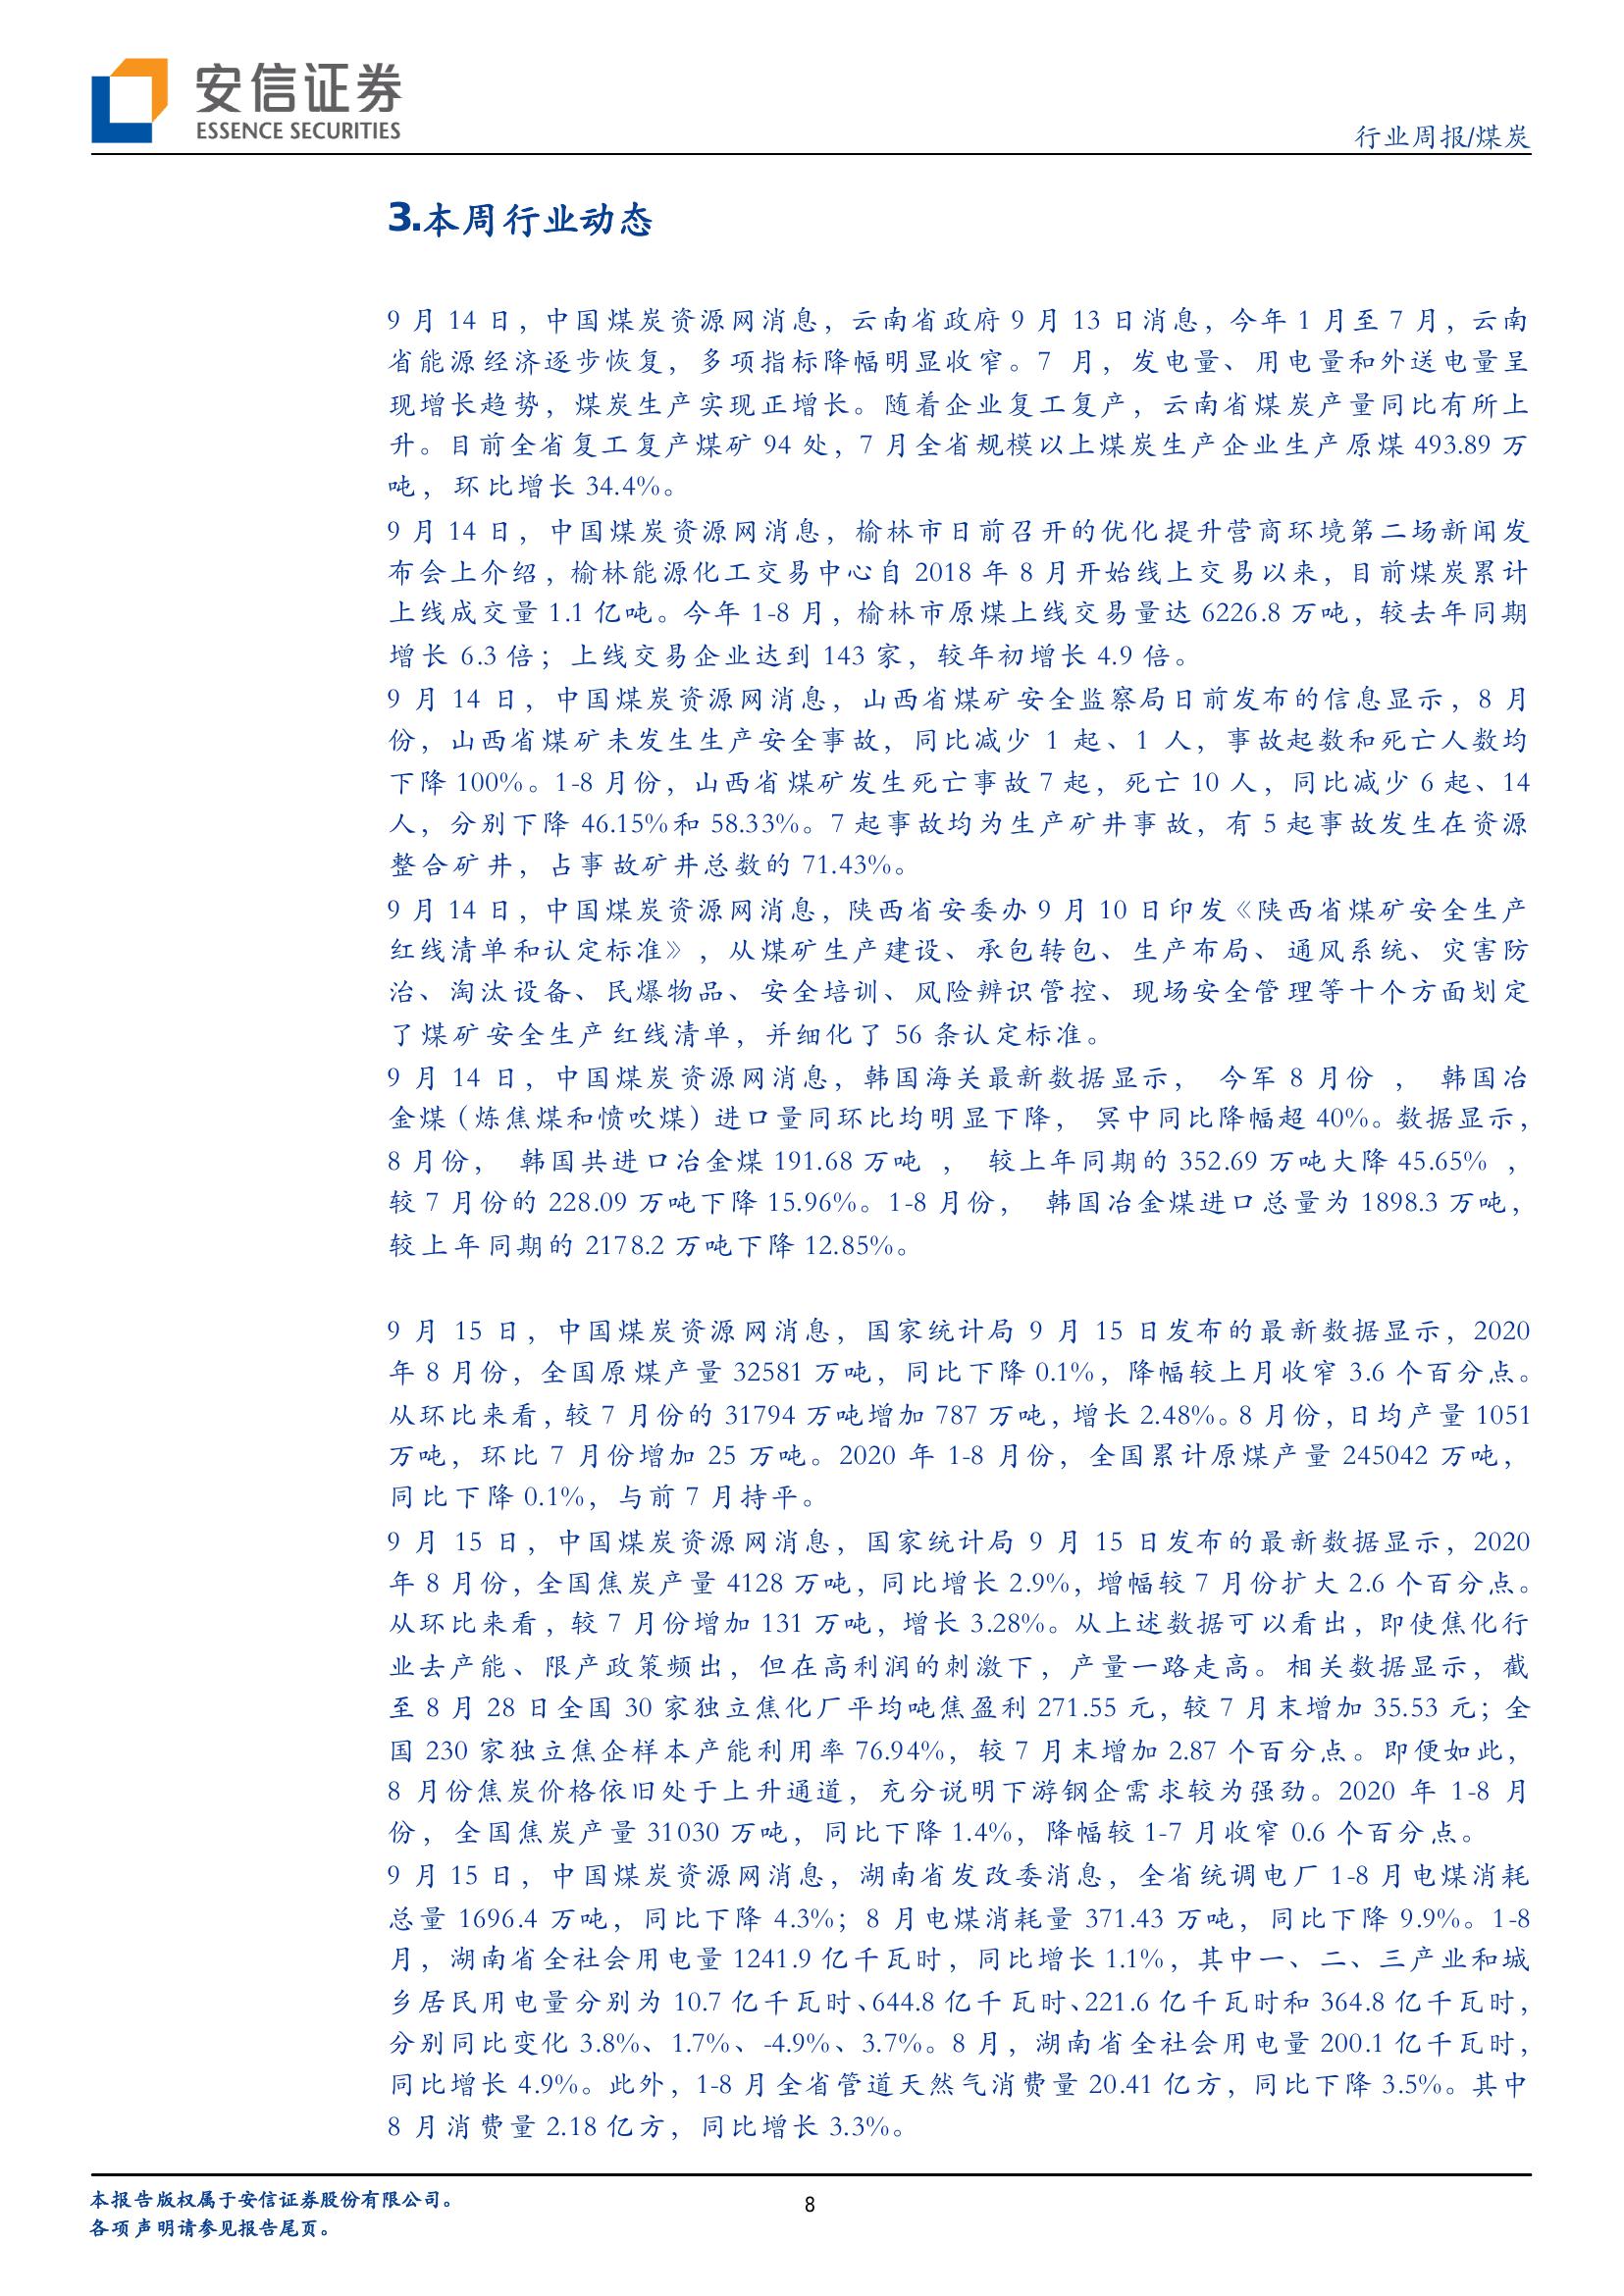 安信证券
ESSENCE SECURITIES
行业周报/煤炭
3.本周行业动态
9 月 14 日，中国煤炭资源网消息，云南省政府 9 月 13 日消息，今年 1 月至 7 月，云南
省能源经济逐步恢复，多项指标降幅明显收窄。7 月，发电量、用电量和外送电量呈
现增长趋势，煤炭生产实现正增长。随着企业复工复产，云南省煤炭产量同比有所上
升。目前全省复工复产煤矿 94 处，7 月全省规模以上煤炭生产企业生产原煤 493.89 万
吨，环比增长 34.4%。
9 月 14 日，中国煤炭资源网消息，榆林市日前召开的优化提升营商环境第二场新闻发
布会上介绍，榆林能源化工交易中心自 2018 年 8 月开始线上交易以来，目前煤炭累计
上线成交量 1.1 亿吨。今年 1-8 月，榆林市原煤上线交易量达 6226.8 万吨，较去年同期
增长 6.3 倍；上线交易企业达到 143 家，较年初增长 4.9 倍。
9 月 14 日，中国煤炭资源网消息，山西省煤矿安全监察局日前发布的信息显示，8 月
份，山西省煤矿未发生生产安全事故，同比减少 1 起、1 人，事故起数和死亡人数均
下降 100%。1-8 月份，山西省煤矿发生死亡事故 7 起，死亡 10 人，同比减少 6 起、14
人，分别下降 46.15%和 58.33%。7 起事故均为生产矿井事故，有 5 起事故发生在资源
整合矿井，占事故矿井总数的 71.43%。
9 月 14 日，中国煤炭资源网消息，陕西省安委办 9 月 10 日印发《陕西省煤矿安全生产
红线清单和认定标准》，从煤矿生产建设、承包转包、生产布局、通风系统、灾害防
治、淘汰设备、民爆物品、安全培训、风险辨识管控、现场安全管理等十个方面划定
了煤矿安全生产红线清单，并细化了 56 条认定标准。
9 月 14 日，中国煤炭资源网消息，韩国海关最新数据显示， 今军 8 月份 ， 韩国冶
金煤（炼焦煤和愤吹煤）进口量同环比均明显下降， 冥中同比降幅超 40%。数据显示，
8 月份， 韩国共进口冶金煤 191.68 万吨 ， 较上年同期的 352.69 万吨大降 45.65% ，
较 7 月份的 228.09 万吨下降 15.96%。1-8 月份， 韩国冶金煤进口总量为 1898.3 万吨，
较上年同期的 2178.2 万吨下降 12.85%。
9 月 15 日，中国煤炭资源网消息，国家统计局 9 月 15 日发布的最新数据显示，2020
年 8 月份，全国原煤产量 32581 万吨，同比下降 0.1%，降幅较上月收窄 3.6 个百分点。
从环比来看，较 7 月份的 31794 万吨增加 787 万吨，增长 2.48%。8 月份，日均产量 1051
万吨，环比 7 月份增加 25 万吨。2020 年 1-8 月份，全国累计原煤产量 245042 万吨，
同比下降 0.1%，与前 7 月持平。
9 月 15 日，中国煤炭资源网消息，国家统计局 9 月 15 日发布的最新数据显示，2020
年 8 月份，全国焦炭产量 4128 万吨，同比增长 2.9%，增幅较 7 月份扩大 2.6 个百分点。
从环比来看，较 7 月份增加 131 万吨，增长 3.28%。从上述数据可以看出，即使焦化行
业去产能、限产政策频出，但在高利润的刺激下，产量一路走高。相关数据显示，截
至 8 月 28 日全国 30 家独立焦化厂平均吨焦盈利 271.55 元，较 7 月末增加 35.53 元；全
国 230 家独立焦企样本产能利用率 76.94%，较 7 月末增加 2.87 个百分点。即便如此，
8 月份焦炭价格依旧处于上升通道，充分说明下游钢企需求较为强劲。2020 年 1-8 月
份，全国焦炭产量 31030 万吨，同比下降 1.4%，降幅较 1-7 月收窄 0.6 个百分点。
9 月 15 日，中国煤炭资源网消息，湖南省发改委消息，全省统调电厂 1-8 月电煤消耗
总量 1696.4 万吨，同比下降 4.3%；8 月电煤消耗量 371.43 万吨，同比下降 9.9%。1-8
月，湖南省全社会用电量 1241.9 亿千瓦时，同比增长 1.1%，其中一、二、三产业和城
乡居民用电量分别为 10.7 亿千瓦时、644.8 亿千瓦时、221.6 亿千瓦时和 364.8 亿千瓦时，
分别同比变化 3.8%、1.7%、-4.9%、3.7%。8 月，湖南省全社会用电量 200.1 亿千瓦时，
同比增长 4.9%。此外，1-8 月全省管道天然气消费量 20.41 亿方，同比下降 3.5%。其中
8 月消费量 2.18 亿方，同比增长 3.3%。
本报告版权属于安信证券股份有限公司。
各项声明请参见报告尾页。
8